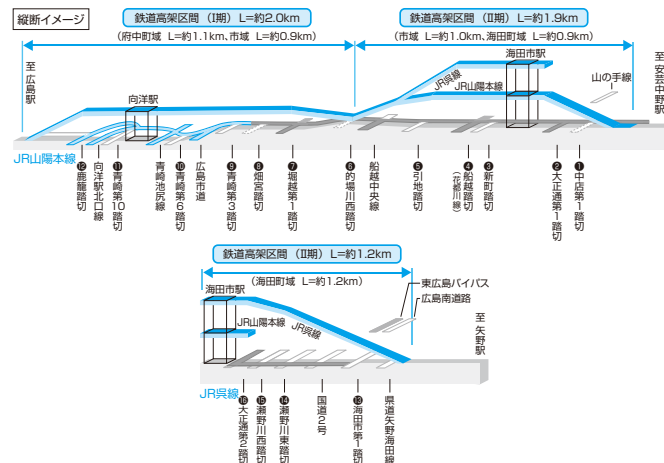 縦断イメージ
鉄道高架区間（Ⅰ期）L=約2.0km
鉄道高架区間（Ⅱ期）L=約1.9km
（府中町域 L=約1.1km、市域 L=約0.9km）
（市域 L=約1.0km、海田町域 L=約0.9km）
至 広島駅
向洋駅
JR呉線
JR山陽本線
海田市駅
山の手線
至 安芸中野駅
JR山陽本線
⑫鹿籠踏切
向洋駅北口線
⑪青崎第10踏切
青崎池尻線
⑩青崎第6踏切
広島市道
⑨青崎第3踏切
⑧畑宮踏切
⑦堀越第1踏切
⑥的場川西踏切
船越中央線
⑤引地踏切
④船越踏切
（花都川線）
③新町踏切
②大正通第1踏切
①中店第1踏切
鉄道高架区間（Ⅱ期）L=約1.2km
（海田町域 L=約1.2km）
海田市駅
JR山陽本線
JR呉線
東広島バイパス
広島南道路
至 矢野駅
JR呉線
⑯大正通第2踏切
⑮瀬野川西踏切
⑭瀬野川東踏切
国道2号
⑬海田市第1踏切
県道矢野海田線